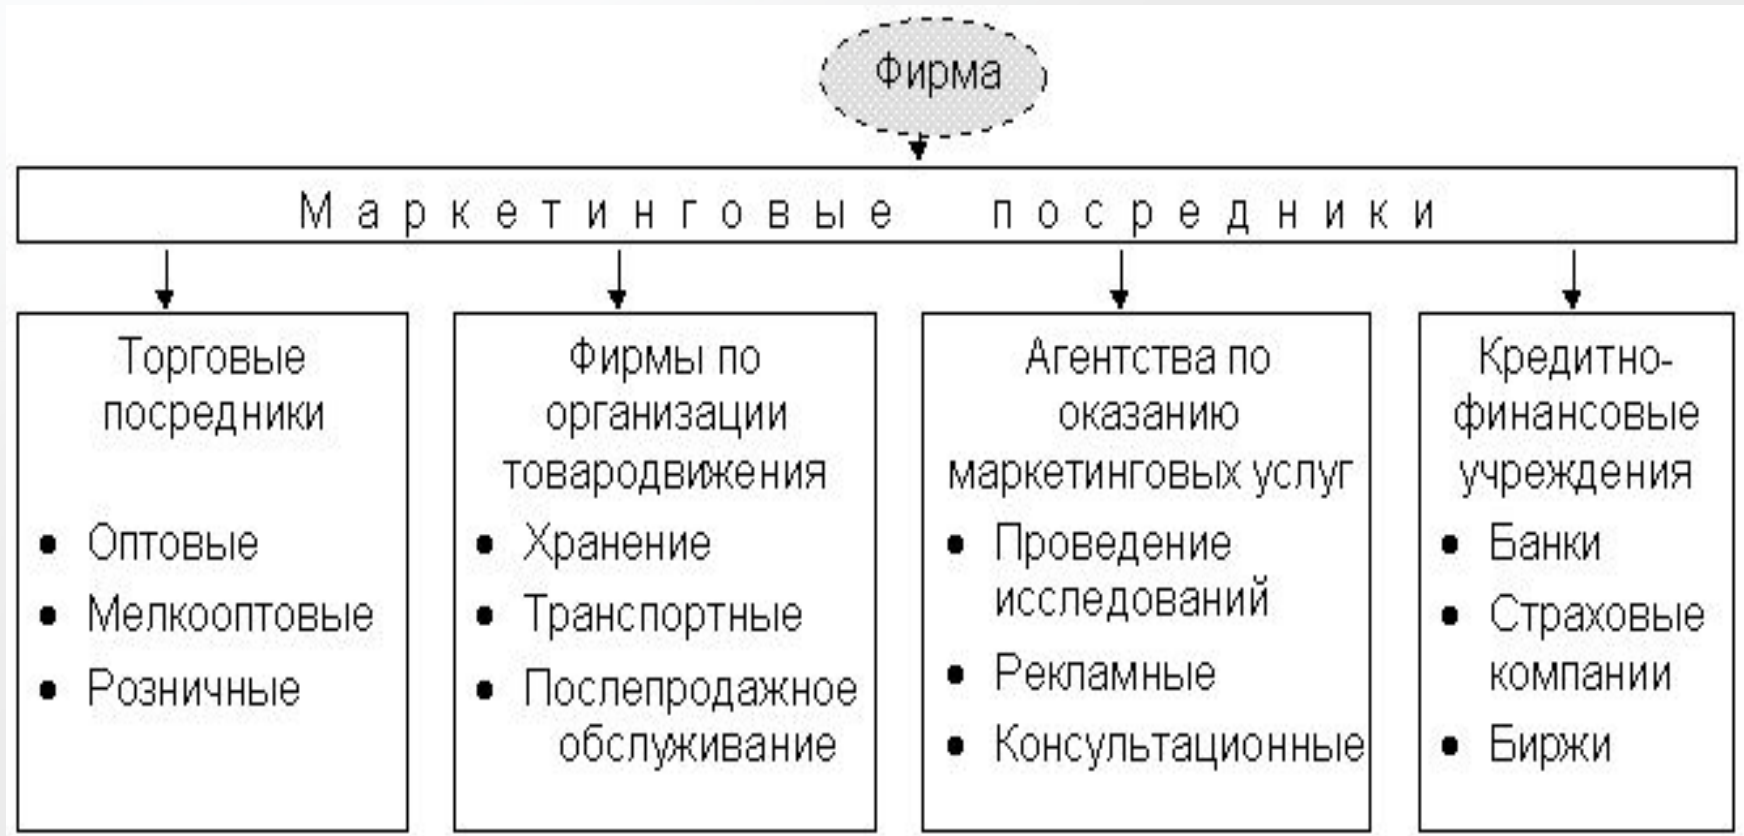 Фирма
Маркетинговые посредники
Торговые
посредники
• Оптовые
• Мелкооптовые
• Розничные
Фирмы по
организации
товародвижения
• Хранение
• Транспортные
• Послепродажное
обслуживание
Агентства по
оказанию
маркетинговых услуг
• Проведение
исследований
• Рекламные
• Консультационные
Кредитно-
финансовые
учреждения
• Банки
• Страховые
компании
• Биржи